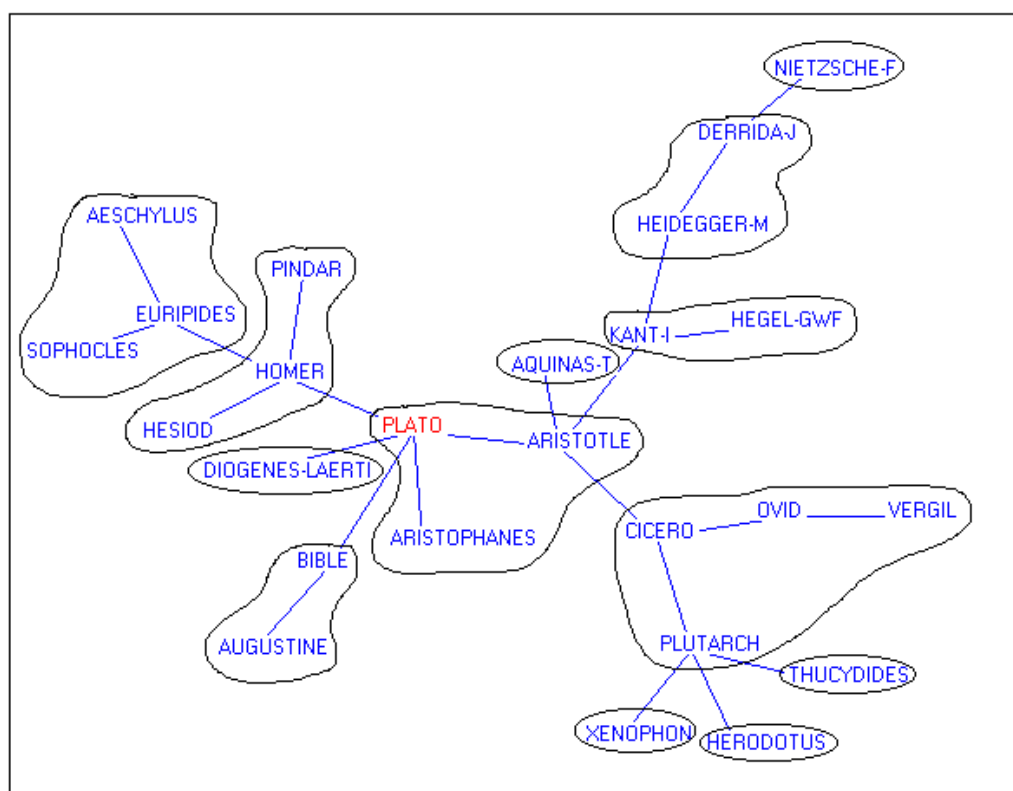 NIETZSCHE-F
DERRIDA-J
AESCHYLUS
HEIDEGGER-M
PINDAR
EURIPIDES
HEGEL-GWF
KANT-I
SOPHOCLES
AQUINAS-T
HOMER
PLATO
HESIOD
ARISTOTLE
DIOGENES-LAERTI
OVID
VERGIL
CICERO
ARISTOPHANES
BIBLE
AUGUSTINE
PLUTARCH
THUCYDIDES
XENOPHON
HERODOTUS